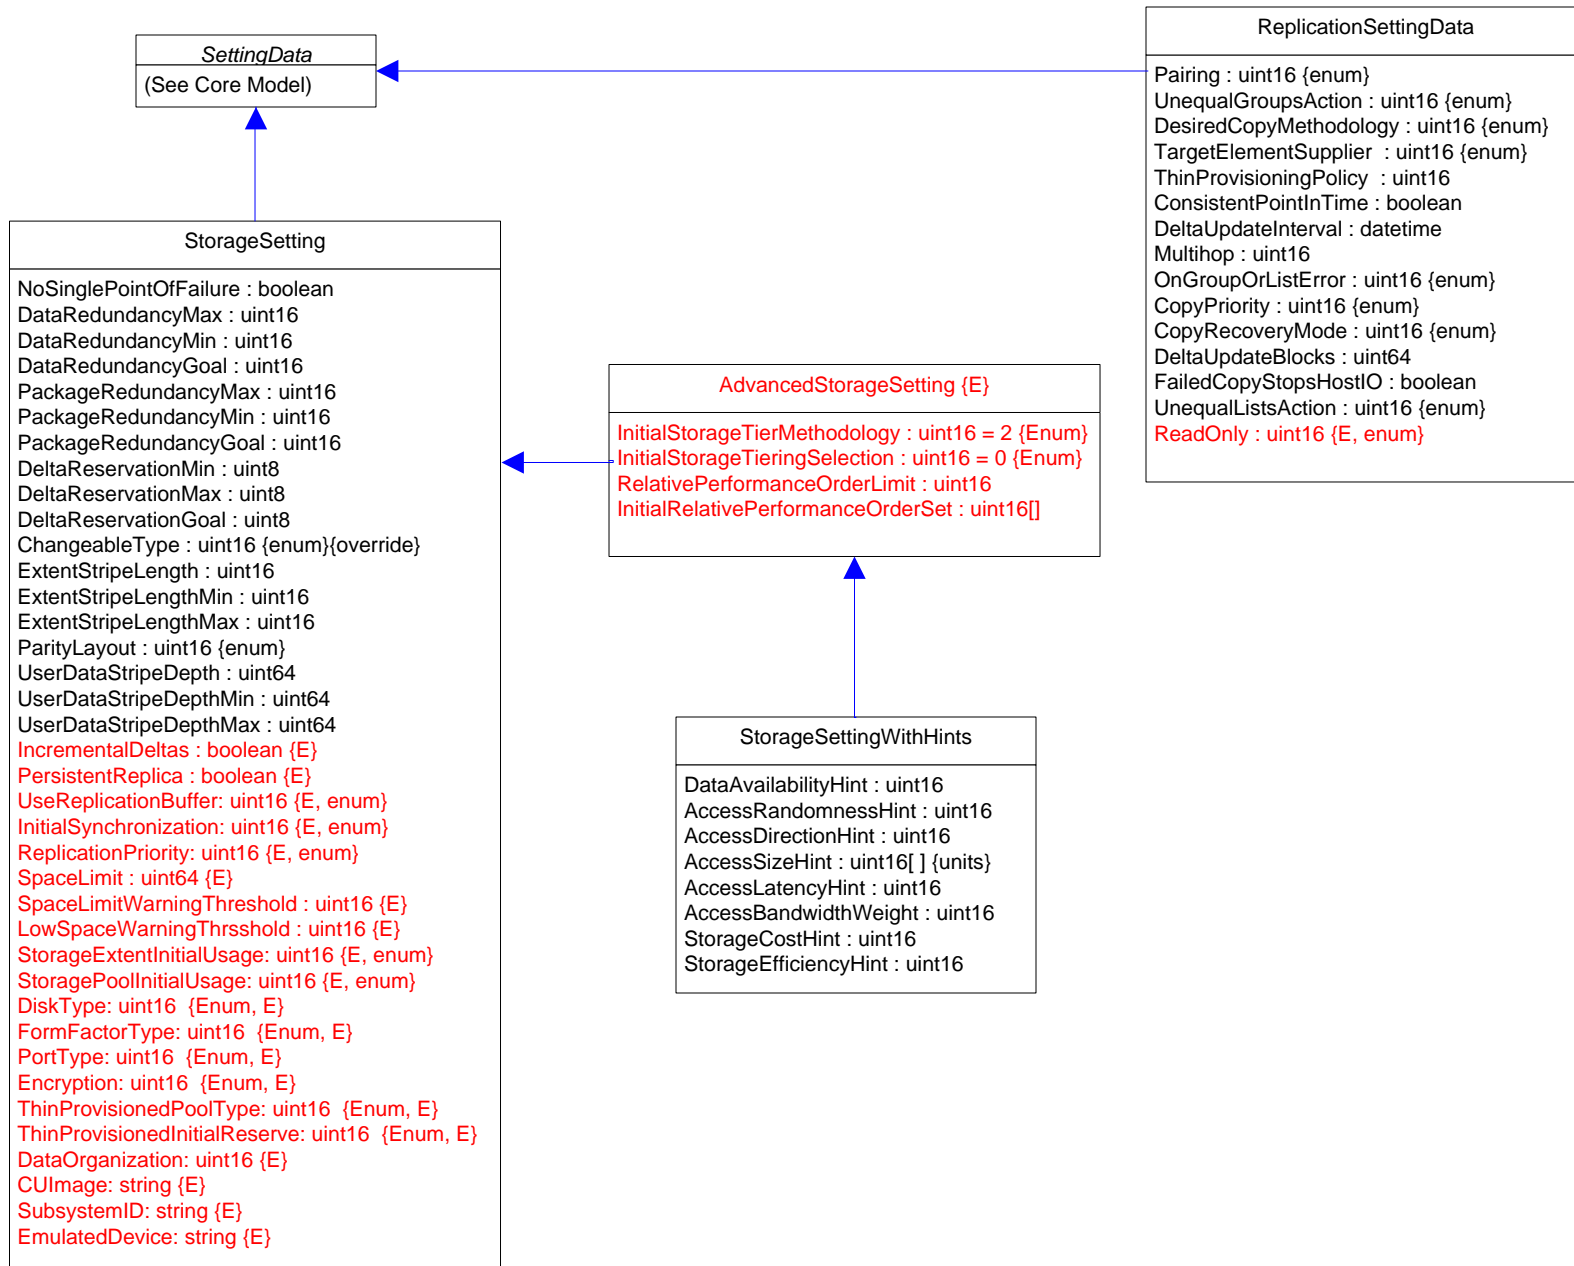 SettingData
(See Core Model)
ReplicationSettingData
Pairing : uint16 {enum}
UnequalGroupsAction : uint16 {enum}
DesiredCopyMethodology : uint16 {enum}
TargetElementSupplier  : uint16 {enum}
ThinProvisioningPolicy  : uint16
ConsistentPointInTime : boolean
DeltaUpdateInterval : datetime
Multihop : uint16
OnGroupOrListError : uint16 {enum}
CopyPriority : uint16 {enum}
CopyRecoveryMode : uint16 {enum}
DeltaUpdateBlocks : uint64
FailedCopyStopsHostIO : boolean
UnequalListsAction : uint16 {enum}
ReadOnly : uint16 {E, enum}
StorageSetting
NoSinglePointOfFailure : boolean
DataRedundancyMax : uint16
DataRedundancyMin : uint16
DataRedundancyGoal : uint16
PackageRedundancyMax : uint16
PackageRedundancyMin : uint16
PackageRedundancyGoal : uint16
DeltaReservationMin : uint8
DeltaReservationMax : uint8
DeltaReservationGoal : uint8
ChangeableType : uint16 {enum}{override}
ExtentStripeLength : uint16
ExtentStripeLengthMin : uint16
ExtentStripeLengthMax : uint16
ParityLayout : uint16 {enum}
UserDataStripeDepth : uint64
UserDataStripeDepthMin : uint64
UserDataStripeDepthMax : uint64
IncrementalDeltas : boolean {E}
PersistentReplica : boolean {E}
UseReplicationBuffer: uint16 {E, enum}
InitialSynchronization: uint16 {E, enum}
ReplicationPriority: uint16 {E, enum}
SpaceLimit : uint64 {E}
SpaceLimitWarningThreshold : uint16 {E}
LowSpaceWarningThrsshold : uint16 {E}
StorageExtentInitialUsage: uint16 {E, enum}
StoragePoolInitialUsage: uint16 {E, enum}
DiskType: uint16  {Enum, E}
FormFactorType: uint16  {Enum, E}
PortType: uint16  {Enum, E}
Encryption: uint16  {Enum, E}
ThinProvisionedPoolType: uint16  {Enum, E}
ThinProvisionedInitialReserve: uint16  {Enum, E}
DataOrganization: uint16 {E}
CUImage: string {E}
SubsystemID: string {E}
EmulatedDevice: string {E}
AdvancedStorageSetting {E}
InitialStorageTierMethodology : uint16 = 2 {Enum}
InitialStorageTieringSelection : uint16 = 0 {Enum}
RelativePerformanceOrderLimit : uint16
InitialRelativePerformanceOrderSet : uint16[]
StorageSettingWithHints
DataAvailabilityHint : uint16
AccessRandomnessHint : uint16
AccessDirectionHint : uint16
AccessSizeHint : uint16[ ] {units}
AccessLatencyHint : uint16
AccessBandwidthWeight : uint16
StorageCostHint : uint16
StorageEfficiencyHint : uint16